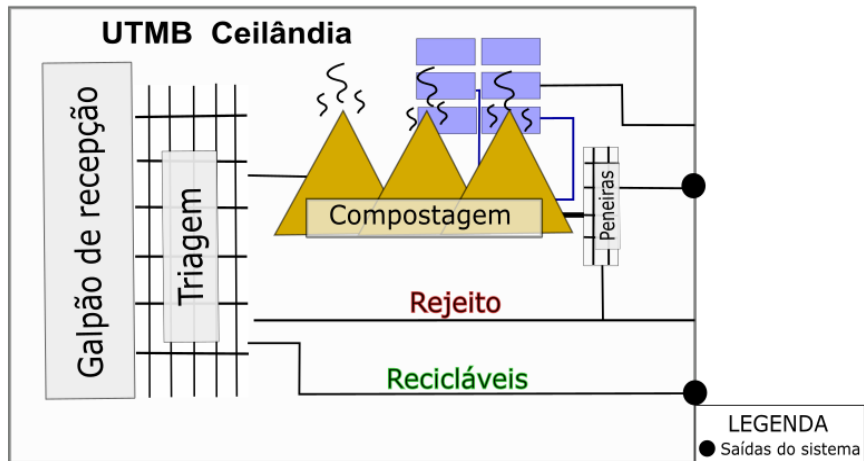 UTMB Ceilândia
Galpão de recepção
Triagem
Compostagem
Peneiras
Rejeito
Recicláveis
LEGENDA
Saídas do sistema